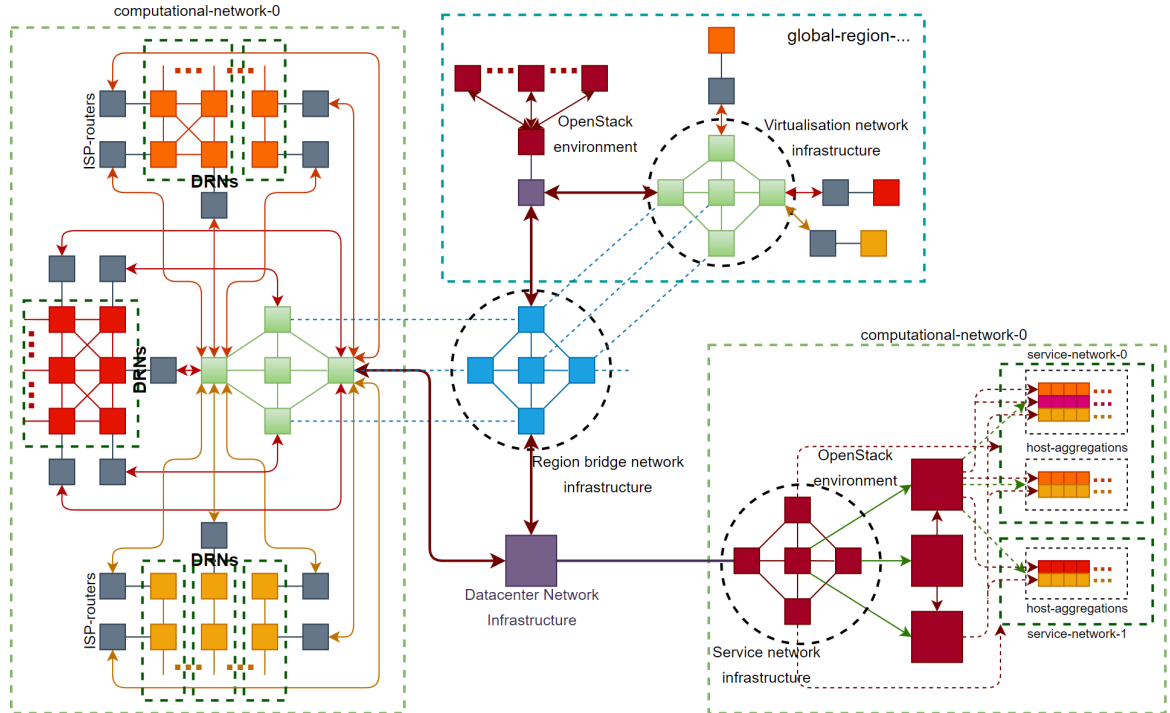 computational-network-0
global-region-...
ISP-routers
DRNs
OpenStack
environment
Virtualisation network
infrastructure
DRNs
Region bridge network
infrastructure
computational-network-0
service-network-0
host-aggregations
OpenStack
environment
host-aggregations
service-network-1
DRNs
ISP-routers
Datacenter Network
Infrastructure
Service network
infrastructure